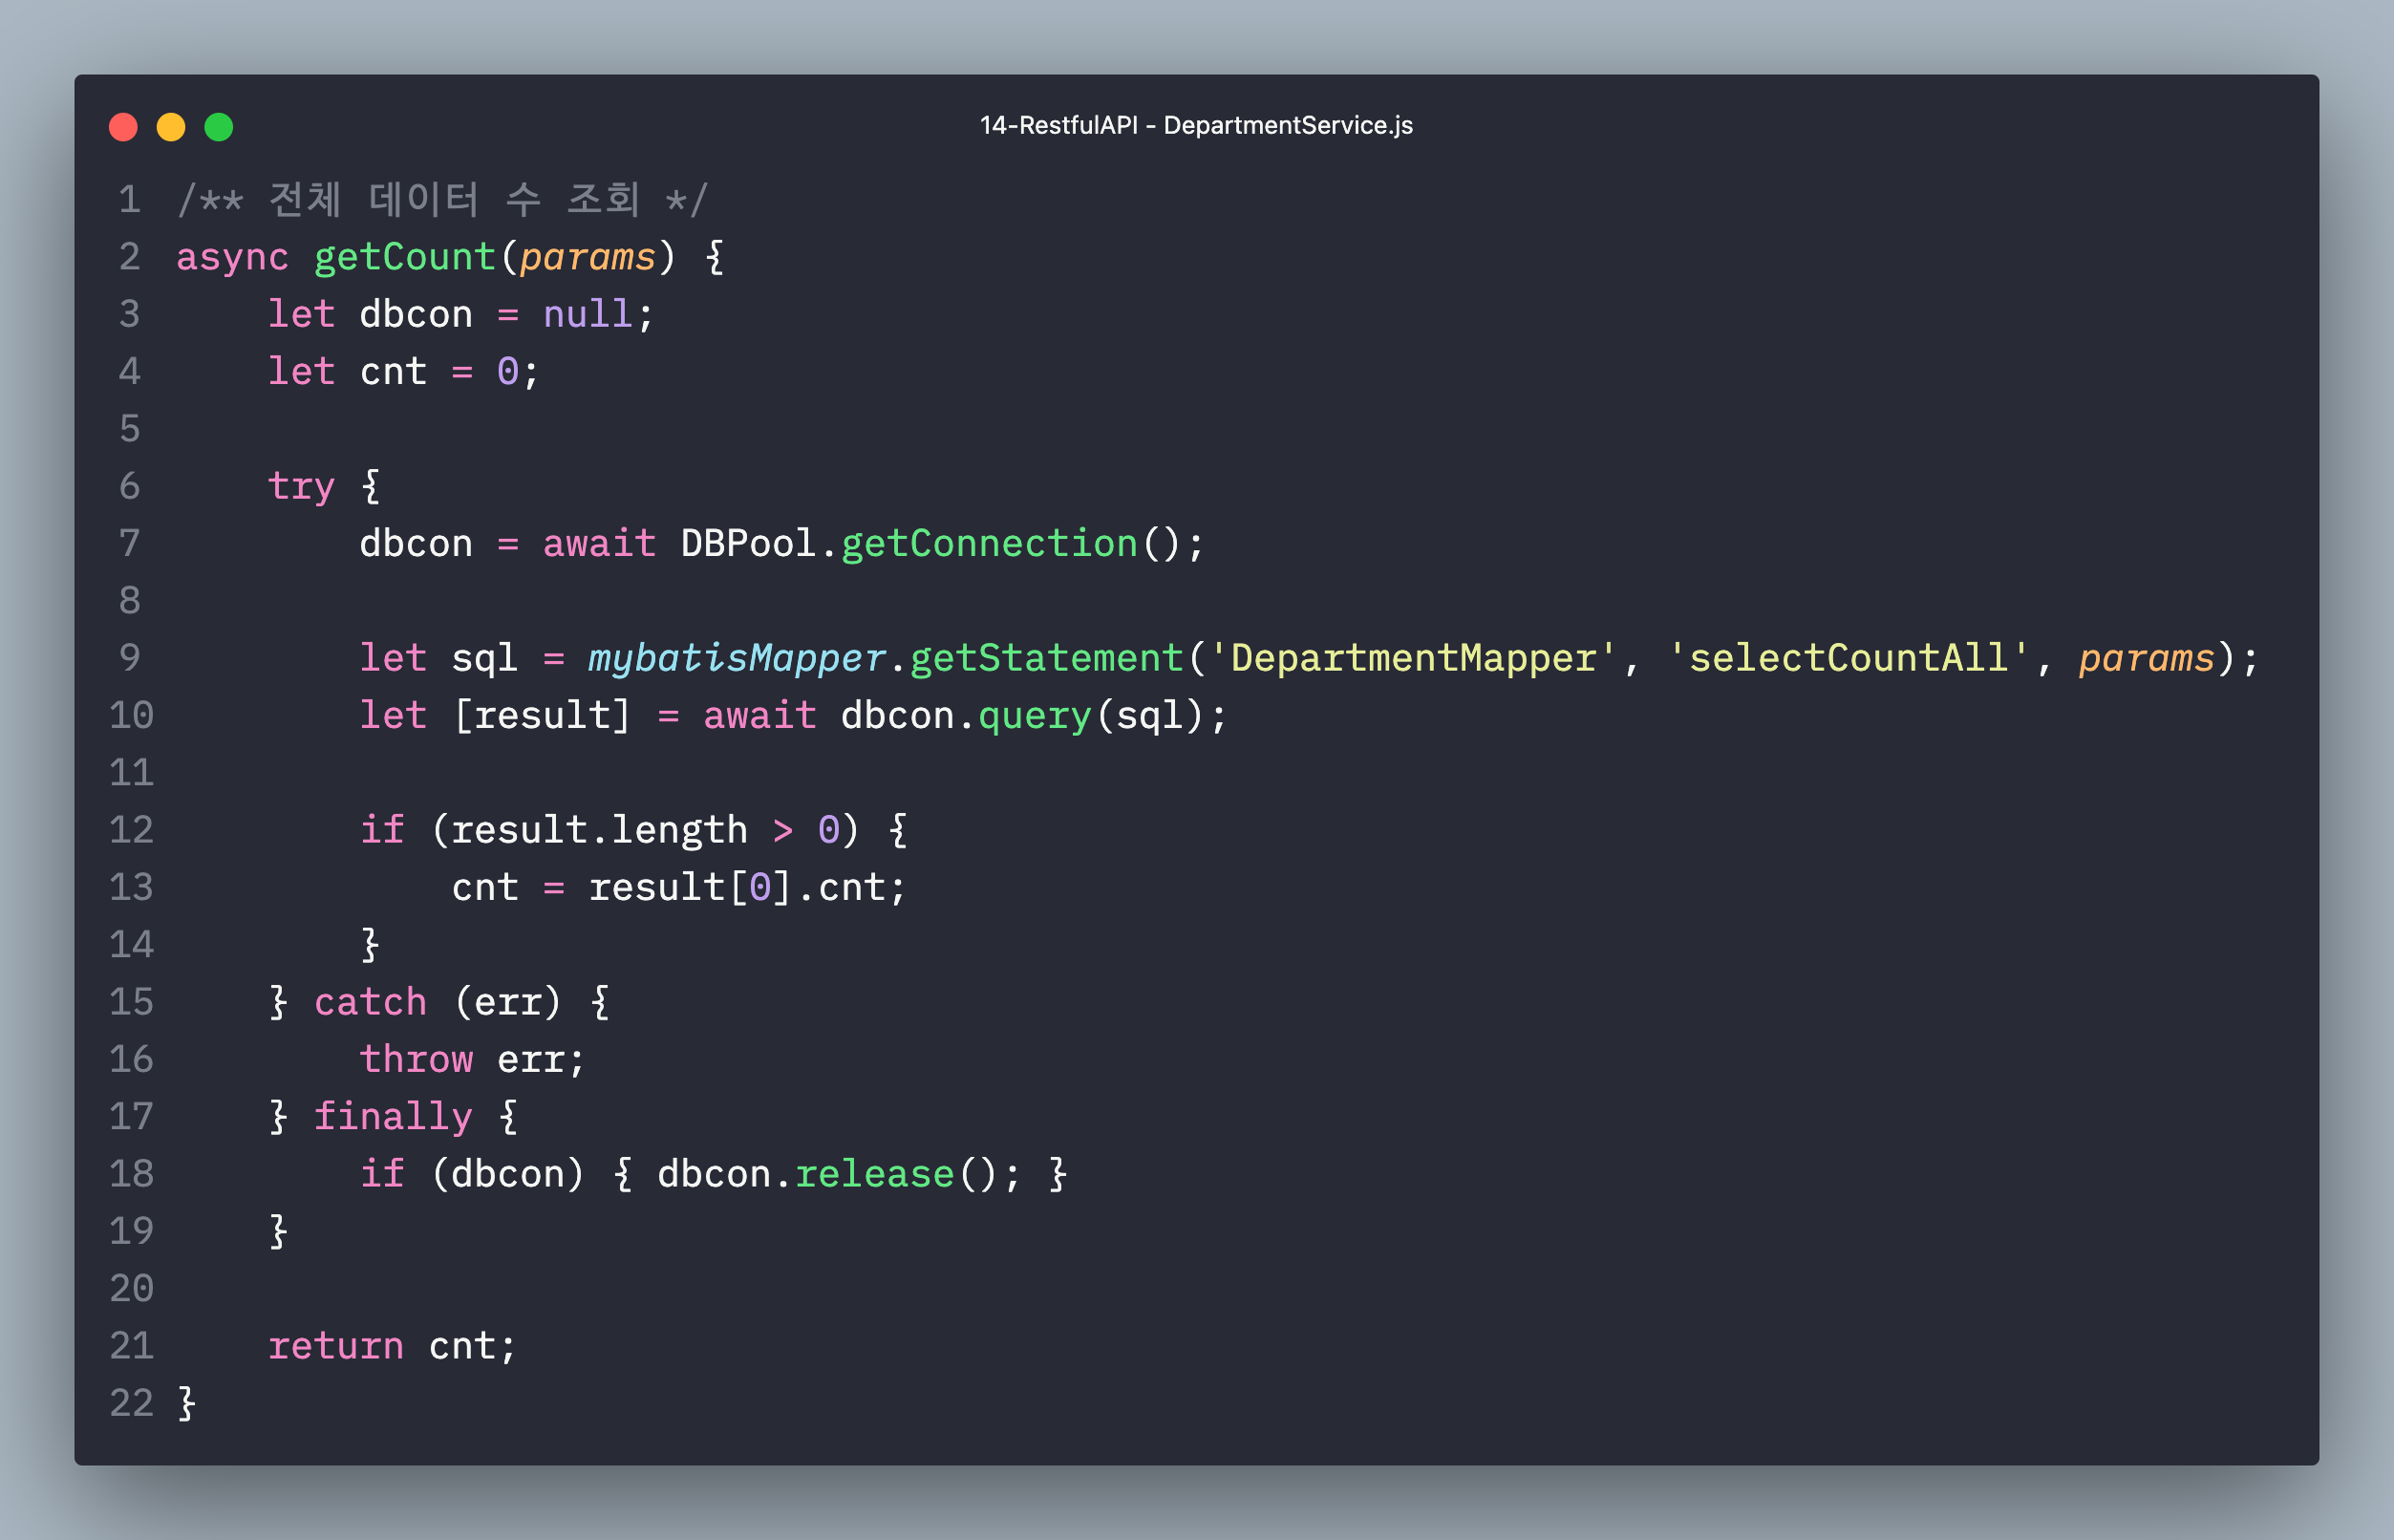 14-RestfulAPI - DepartmentService.js
1 /** 전체 데이터 수 조회 */
2 async getCount(params) {
3     let dbcon = null;
4     let cnt = 0;
5
6     try {
7         dbcon = await DBPool.getConnection();
8
9         let sql = mybatisMapper.getStatement('DepartmentMapper', 'selectCountAll', params);
10         let [result] = await dbcon.query(sql);
11
12         if (result.length > 0) {
13             cnt = result[0].cnt;
14         }
15     } catch (err) {
16         throw err;
17     } finally {
18         if (dbcon) { dbcon.release(); }
19     }
20
21     return cnt;
22 }